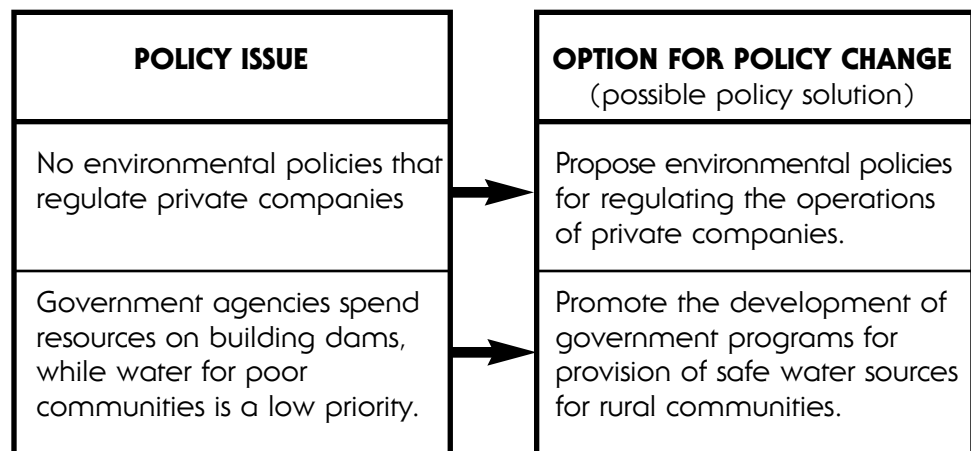 POLICY ISSUE
OPTION FOR POLICY CHANGE
(possible policy solution)
No environmental policies that
regulate private companies
Propose environmental policies
for regulating the operations
of private companies.
Government agencies spend
resources on building dams,
while water for poor
communities is a low priority.
Promote the development of
government programs for
provision of safe water sources
for rural communities.